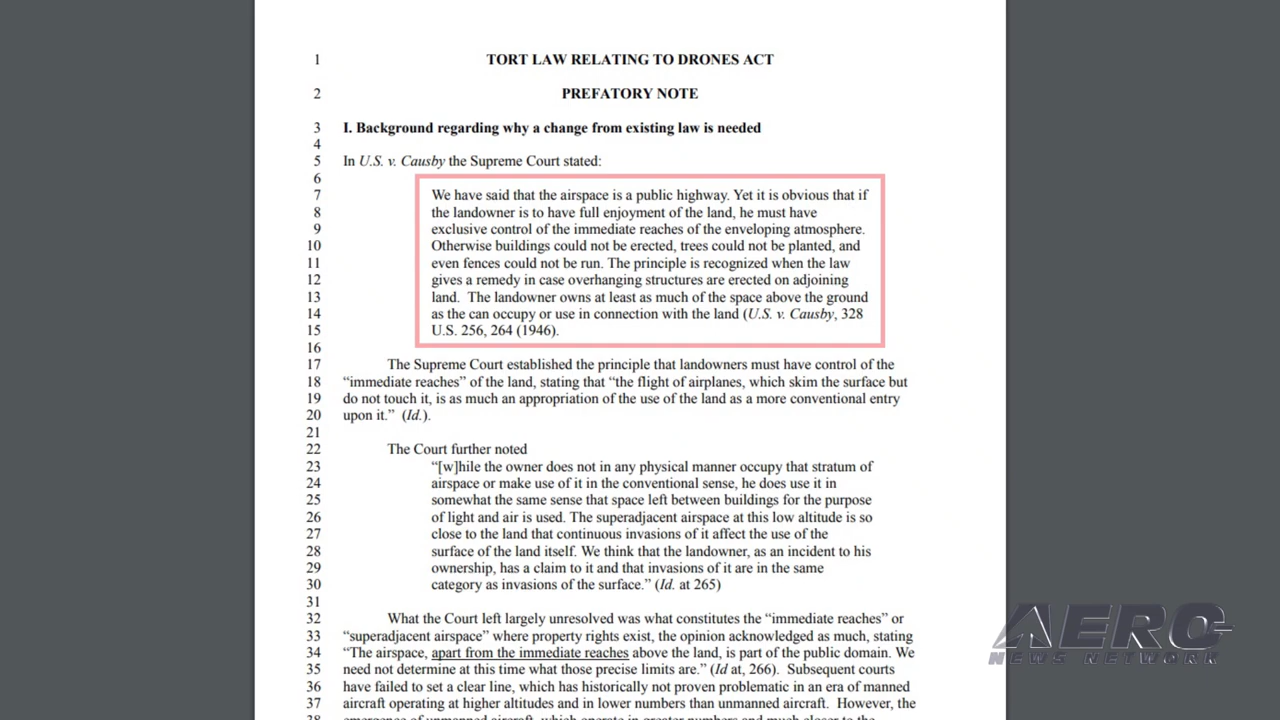 1 TORT LAW RELATING TO DRONES ACT
2 PREFATORY NOTE
3 I. Background regarding why a change from existing law is needed
4
5 In U.S. v. Causby the Supreme Court stated:
6
7 We have said that the airspace is a public highway. Yet it is obvious that if
8 the landowner is to have full enjoyment of the land, he must have
9 exclusive control of the immediate reaches of the enveloping atmosphere.
10 Otherwise buildings could not be erected, trees could not be planted, and
11 even fences could not be run. The principle is recognized when the law
12 gives a remedy in case overhanging structures are erected on adjoining
13 land.  The landowner owns at least as much of the space above the ground
14 as the can occupy or use in connection with the land (U.S. v. Causby, 328
15 U.S. 256, 264 (1946).
16
17 The Supreme Court established the principle that landowners must have control of the
18 “immediate reaches” of the land, stating that “the flight of airplanes, which skim the surface but
19 do not touch it, is as much an appropriation of the use of the land as a more conventional entry
20 upon it.”  (Id.).
21
22 The Court further noted
23 “[w]hile the owner does not in any physical manner occupy that stratum of
24 airspace or make use of it in the conventional sense, he does use it in
25 somewhat the same sense that space left between buildings for the purpose
26 of light and air is used. The superadjacent airspace at this low altitude is so
27 close to the land that continuous invasions of it affect the use of the
28 surface of the land itself. We think that the landowner, as an incident to his
29 ownership, has a claim to it and that invasions of it are in the same
30 category as invasions of the surface.” (Id. at 265)
31
32 What the Court left largely unresolved was what constitutes the “immediate reaches” or
33 “superadjacent airspace” where property rights exist, the opinion acknowledged as much, stating
34 “The airspace, apart from the immediate reaches above the land, is part of the public domain. We
35 need not determine at this time what those precise limits are.” (Id at, 266).  Subsequent courts
36 have failed to set a clear line, which has historically not proven problematic in an era of manned
37 aircraft operating at higher altitudes and in lower numbers than unmanned aircraft.  However, the
38 emergence of unmanned aircraft, which operate in greater numbers and much closer to the
AERO
NEWS NETWORK